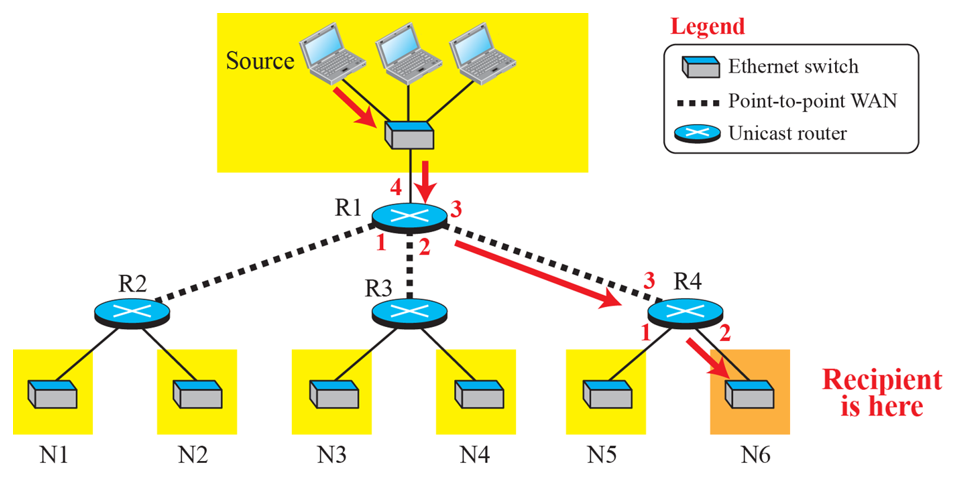 Legend
Source
Ethernet switch
Point-to-point WAN
Unicast router
4
R1
3
1
2
R2
R3
3
R4
1
2
Recipient
is here
N1
N2
N3
N4
N5
N6